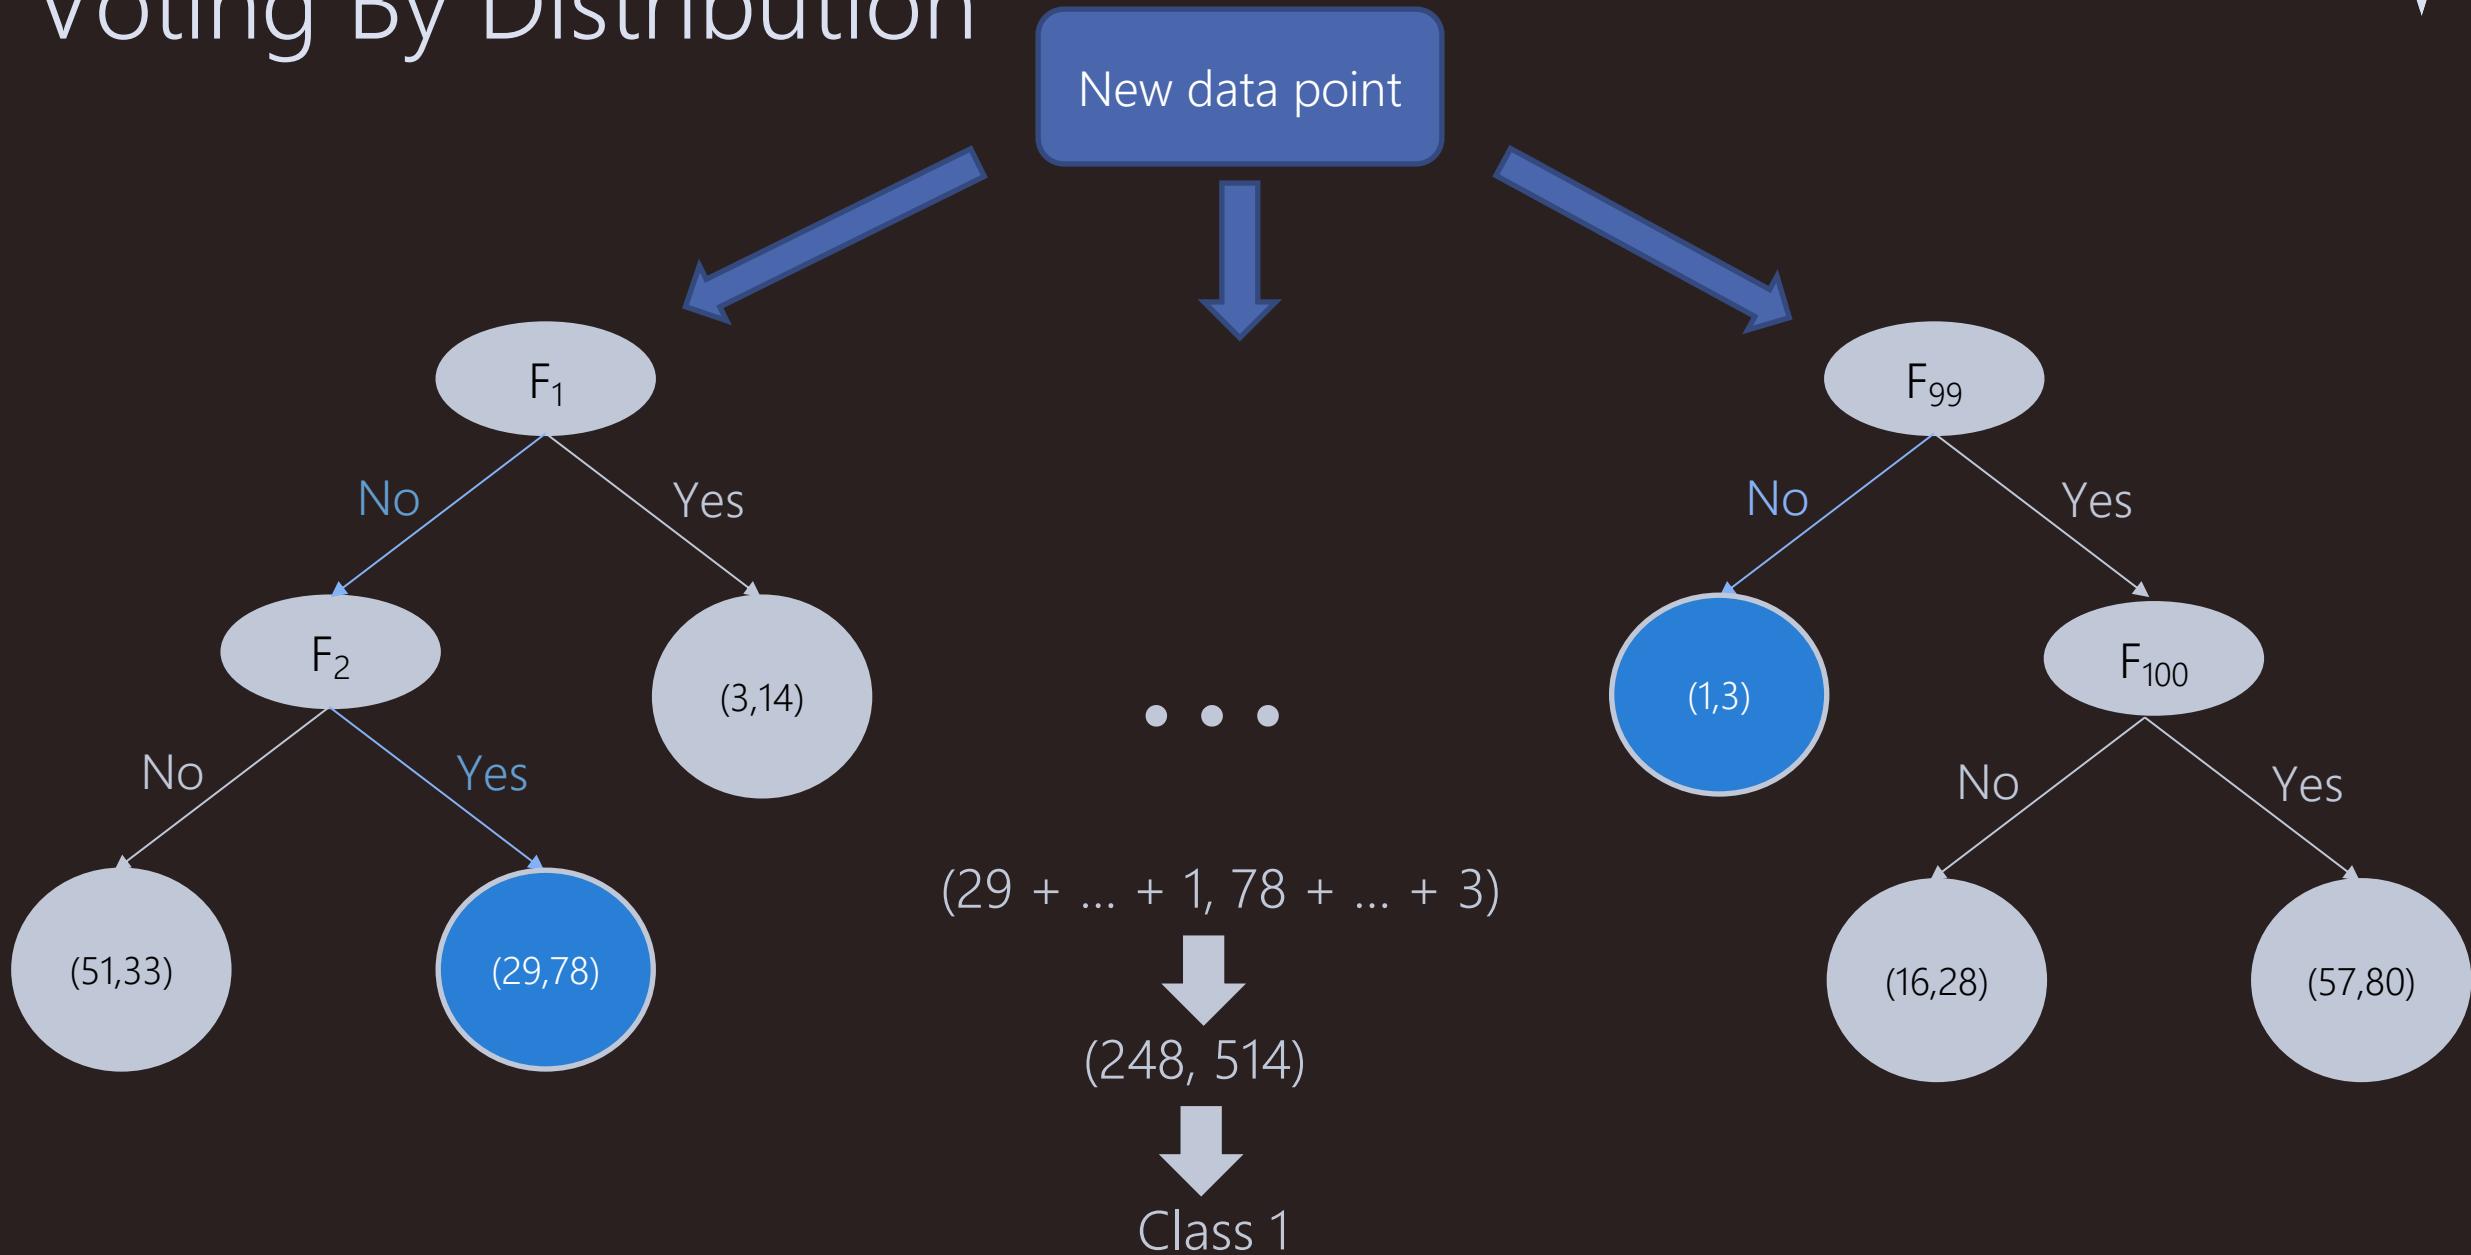 Voting By Distribution
New data point
F₁
F₉₉
No
Yes
No
Yes
F₂
(3,14)
(1,3)
F₁₀₀
No
Yes
...
No
Yes
(29 + ... + 1, 78 + ... + 3)
(51,33)
(29,78)
(16,28)
(57,80)
(248, 514)
Class 1